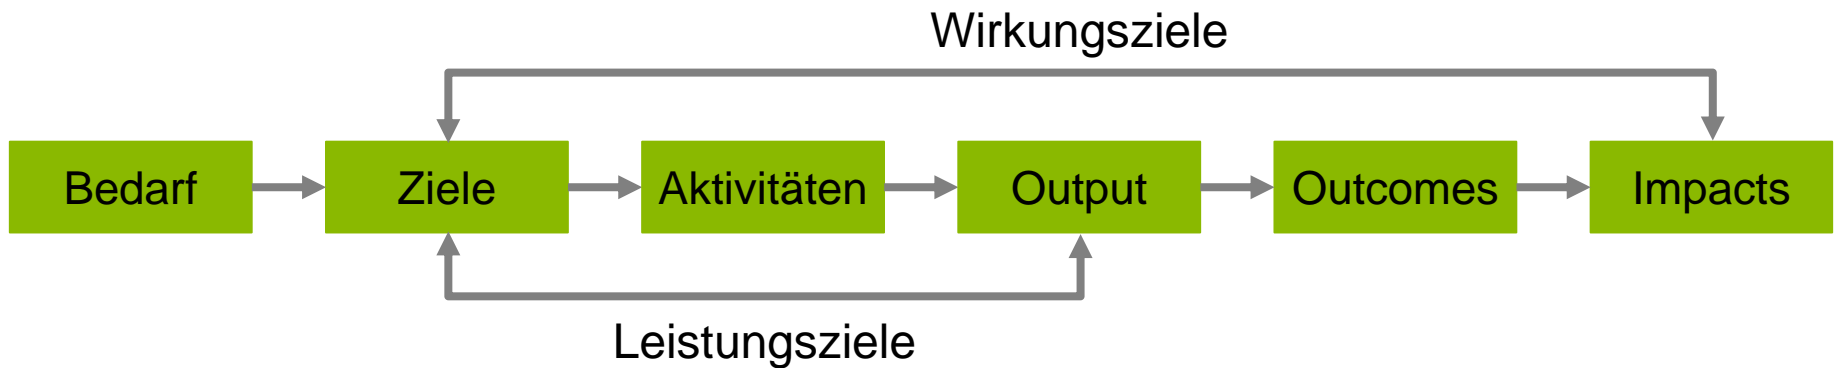 Wirkungsziele
Bedarf
Ziele
Aktivitäten
Output
Outcomes
Impacts
Leistungsziele